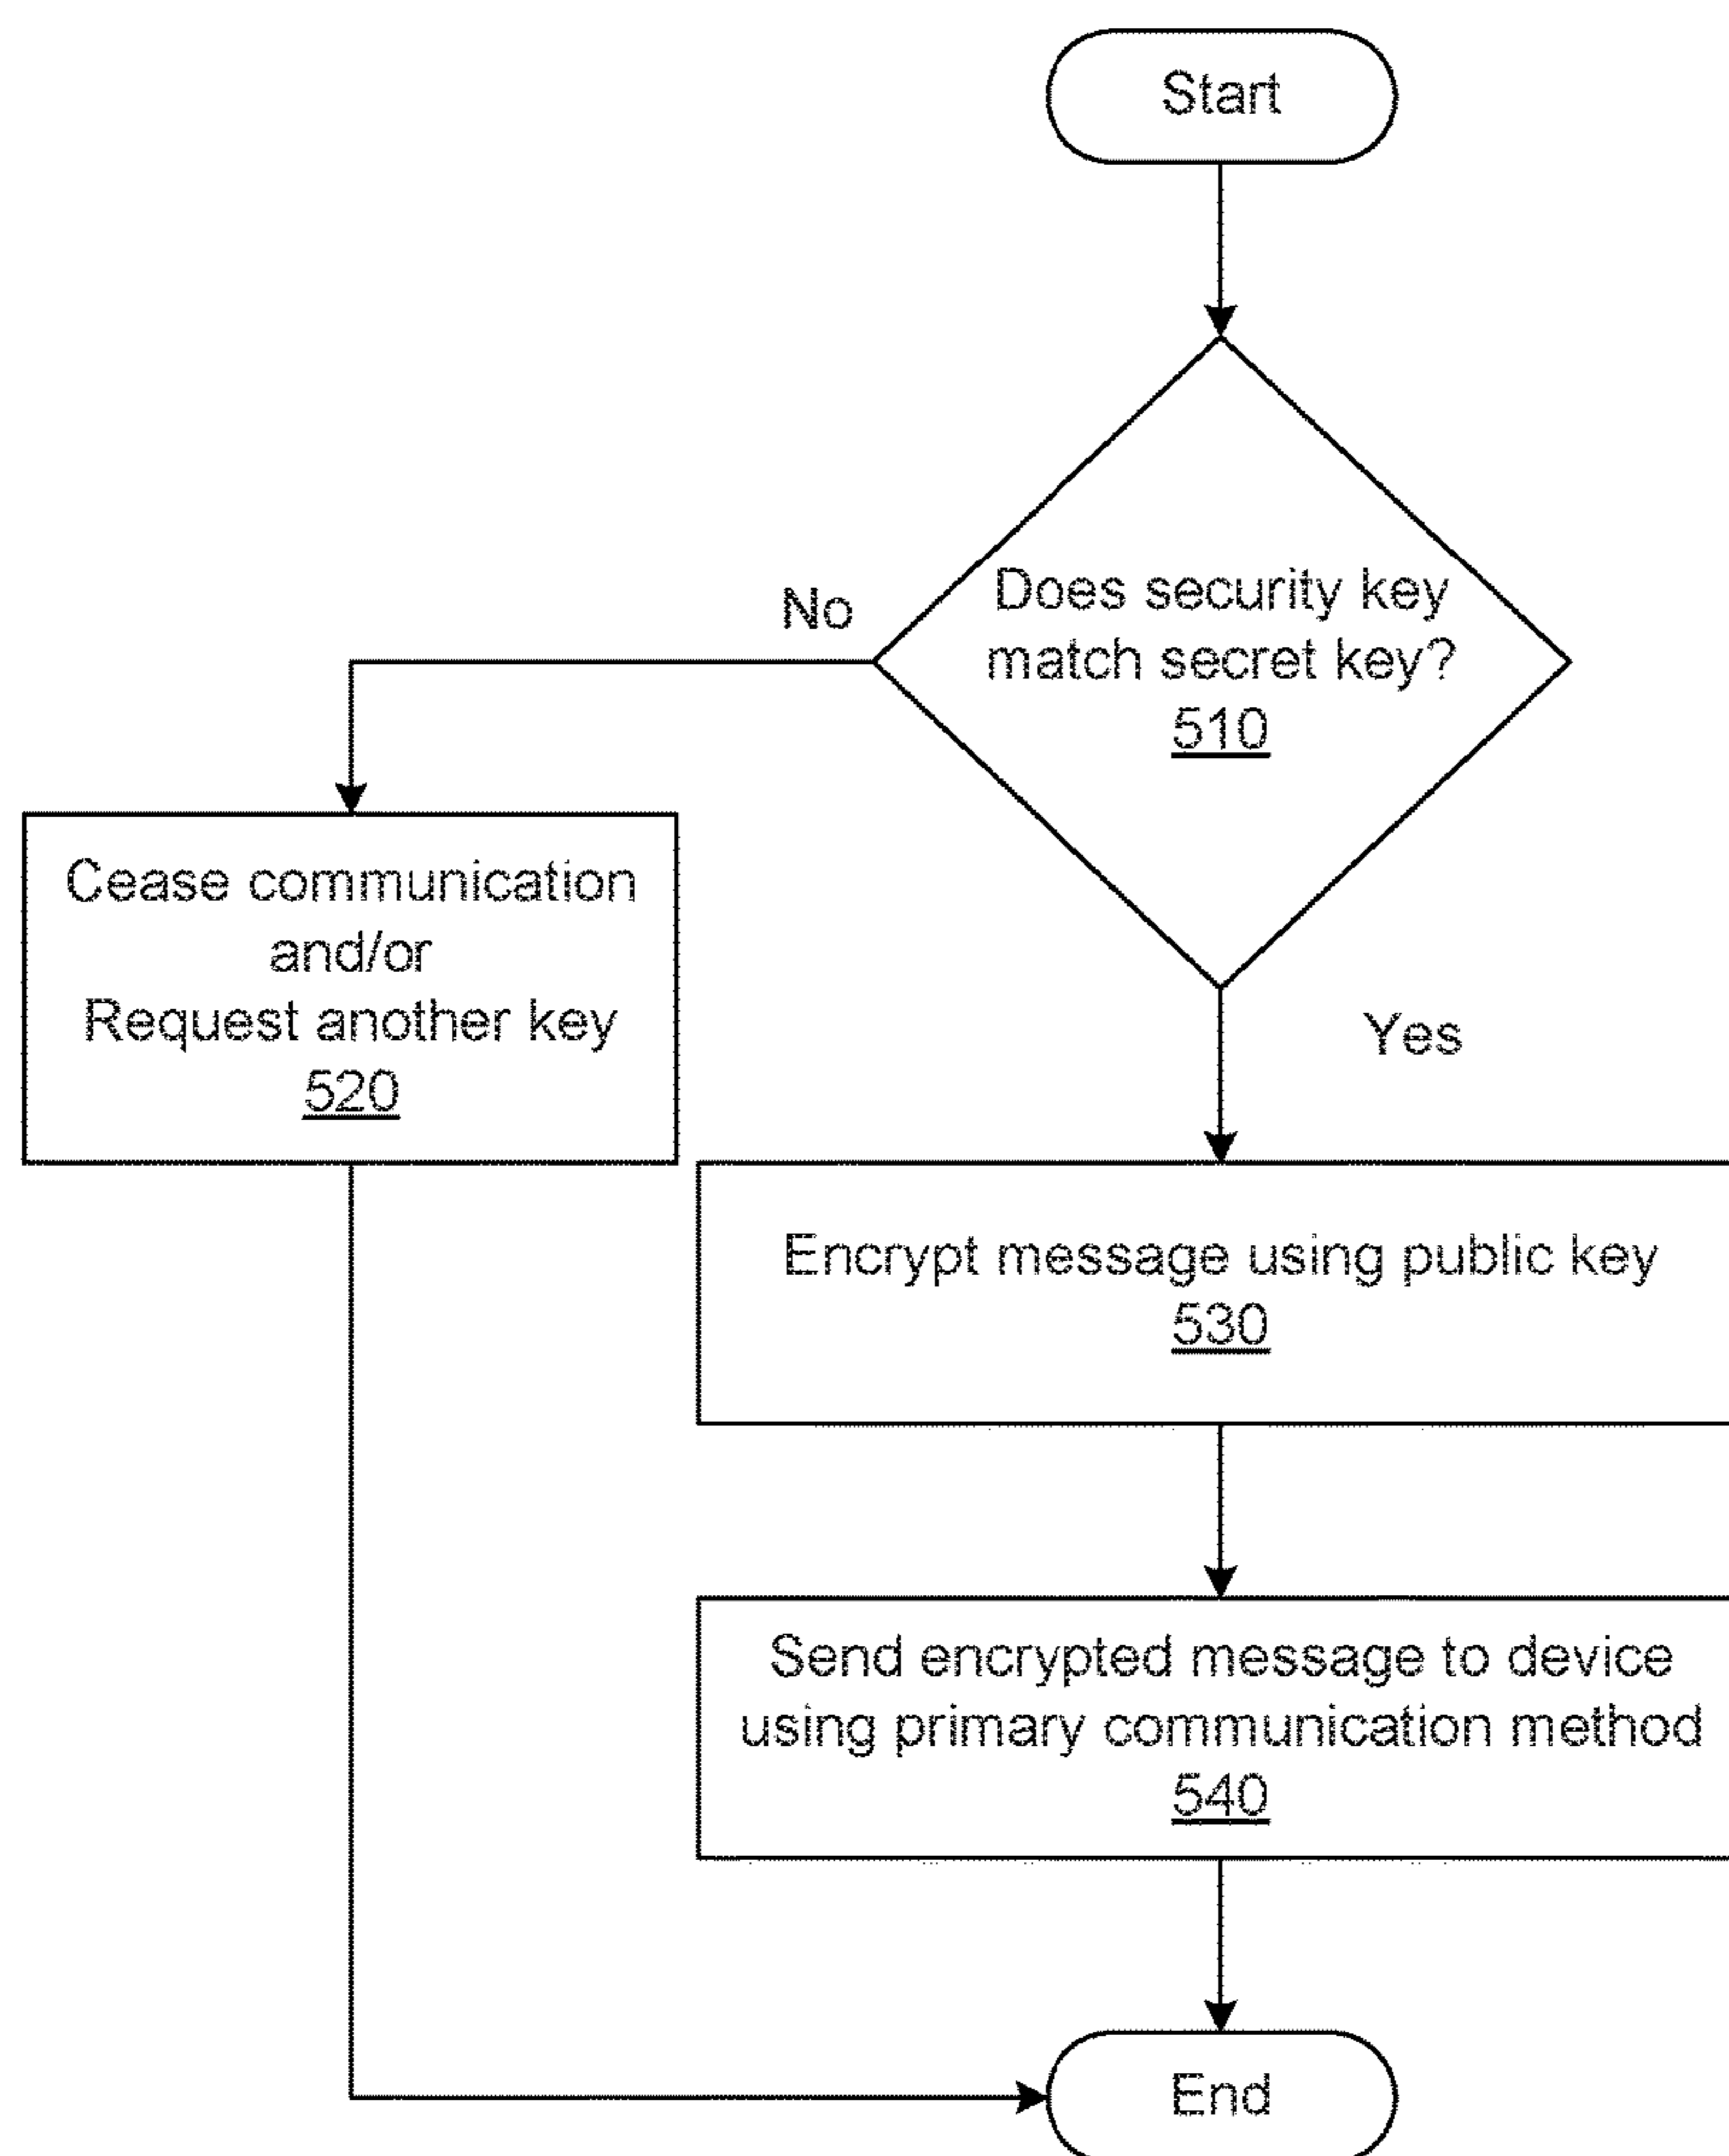 Start
Does security key
match secret key?
510
No
Cease communication
and/or
Request another key
520
Yes
Encrypt message using public key
530
Send encrypted message to device
using primary communication method
540
End